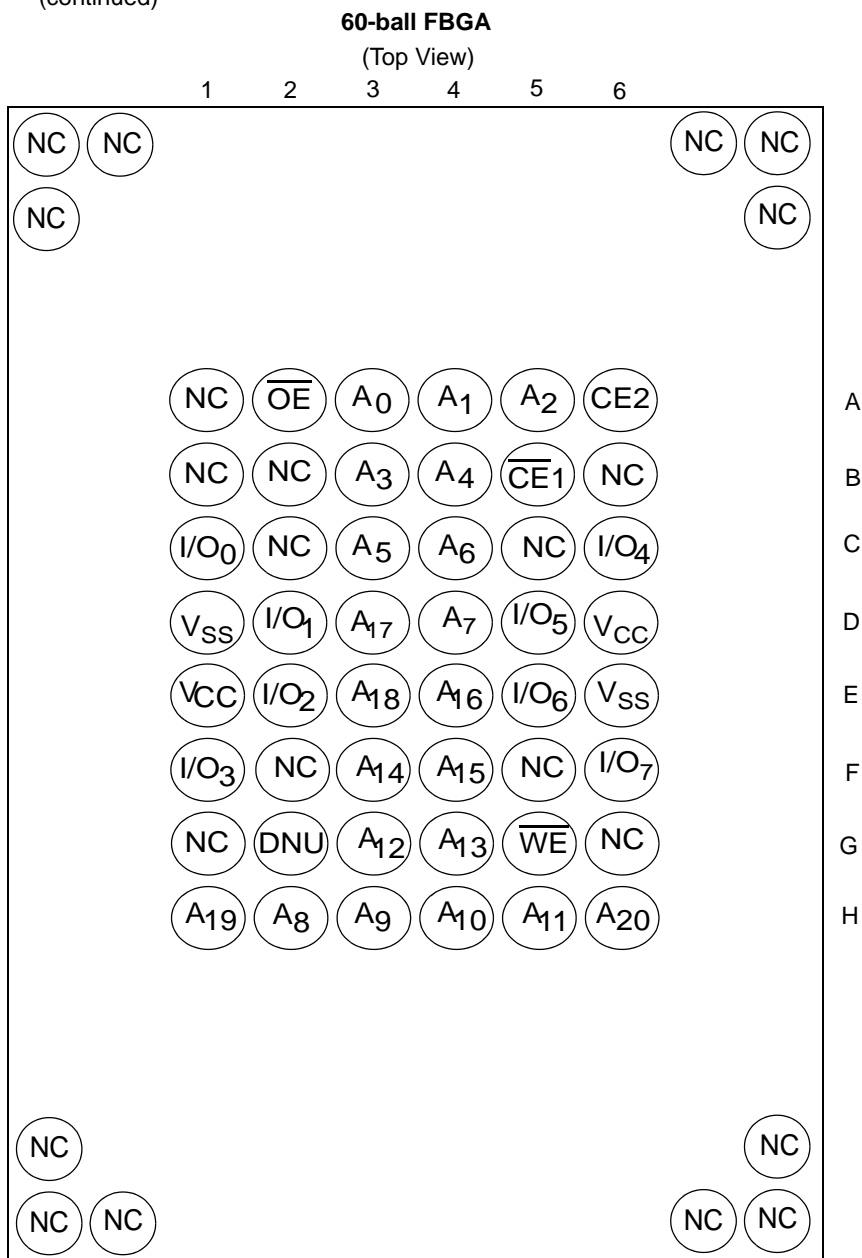 (continued)
60-ball FBGA
(Top View)
1 2 3 4 5 6
NC NC NC NC
NC NC
NC OE A0 A1 A2 CE2 A
NC NC A3 A4 CE1 NC B
I/O0 NC A5 A6 NC I/O4 C
VSS I/O1 A17 A7 I/O5 VCC D
VCC I/O2 A18 A16 I/O6 VSS E
I/O3 NC A14 A15 NC I/O7 F
NC DNU A12 A13 WE NC G
A19 A8 A9 A10 A11 A20 H
NC NC
NC NC NC NC